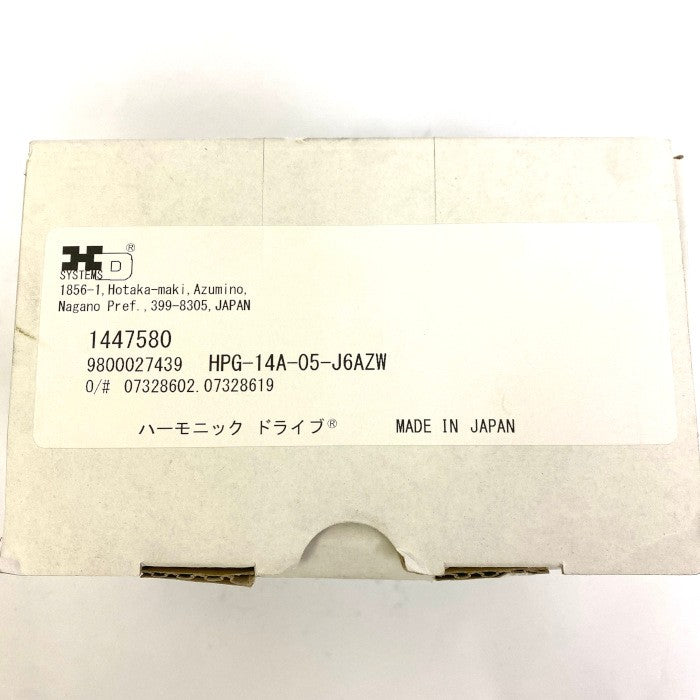 HD®
SYSTEMS
1856-1, Hotaka-maki, Azumino,
Nagano Pref., 399-8305, JAPAN
1447580
9800027439 HPG-14A-05-J6AZW
O/# 07328602.07328619
ハーモニック ドライブ® MADE IN JAPAN